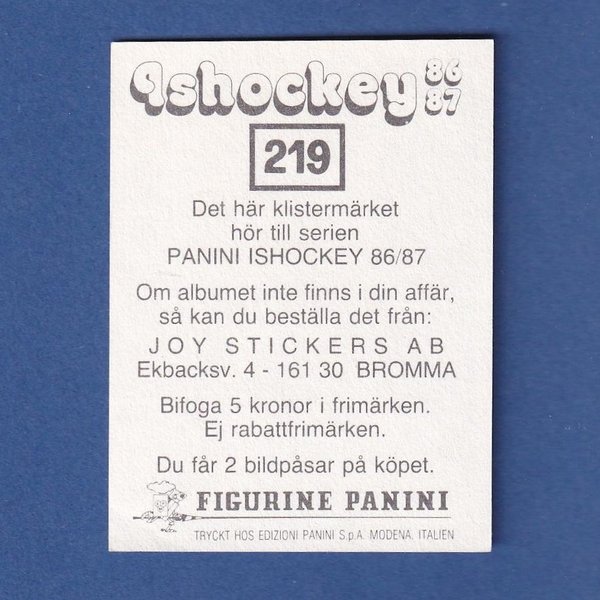 Ishockey 86
87
219
Det här klistermärket
hör till serien
PANINI ISHOCKEY 86/87
Om albumet inte finns i din affär,
så kan du beställa det från:
JOY STICKERS AB
Ekbacksv. 4 - 161 30 BROMMA
Bifoga 5 kronor i frimärken.
Ej rabattfrimärken.
Du får 2 bildpåsar på köpet.
FIGURINE PANINI
TRYCKT HOS EDIZIONI PANINI S.p.A. MODENA. ITALIEN